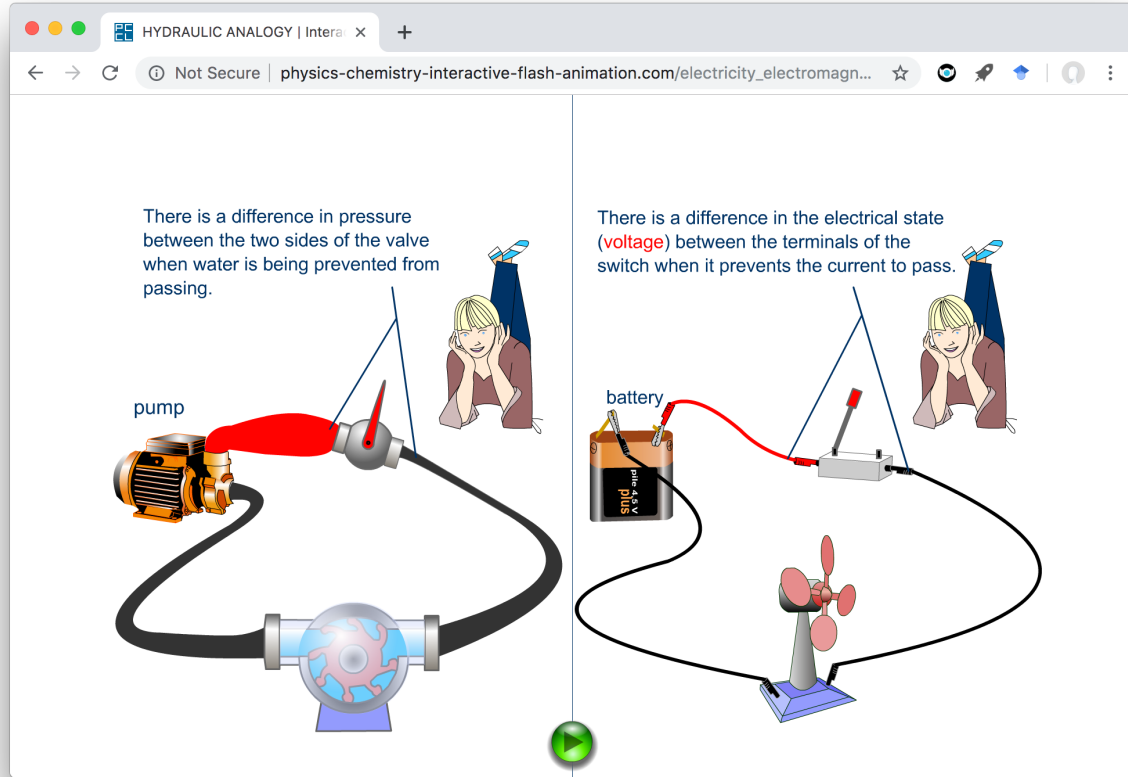 HYDRAULIC ANALOGY | Intera
Not Secure | physics-chemistry-interactive-flash-animation.com/electricity_electromagn...
There is a difference in pressure
between the two sides of the valve
when water is being prevented from
passing.
pump
There is a difference in the electrical state
(voltage) between the terminals of the
switch when it prevents the current to pass.
battery
pile 4,5 V
plus